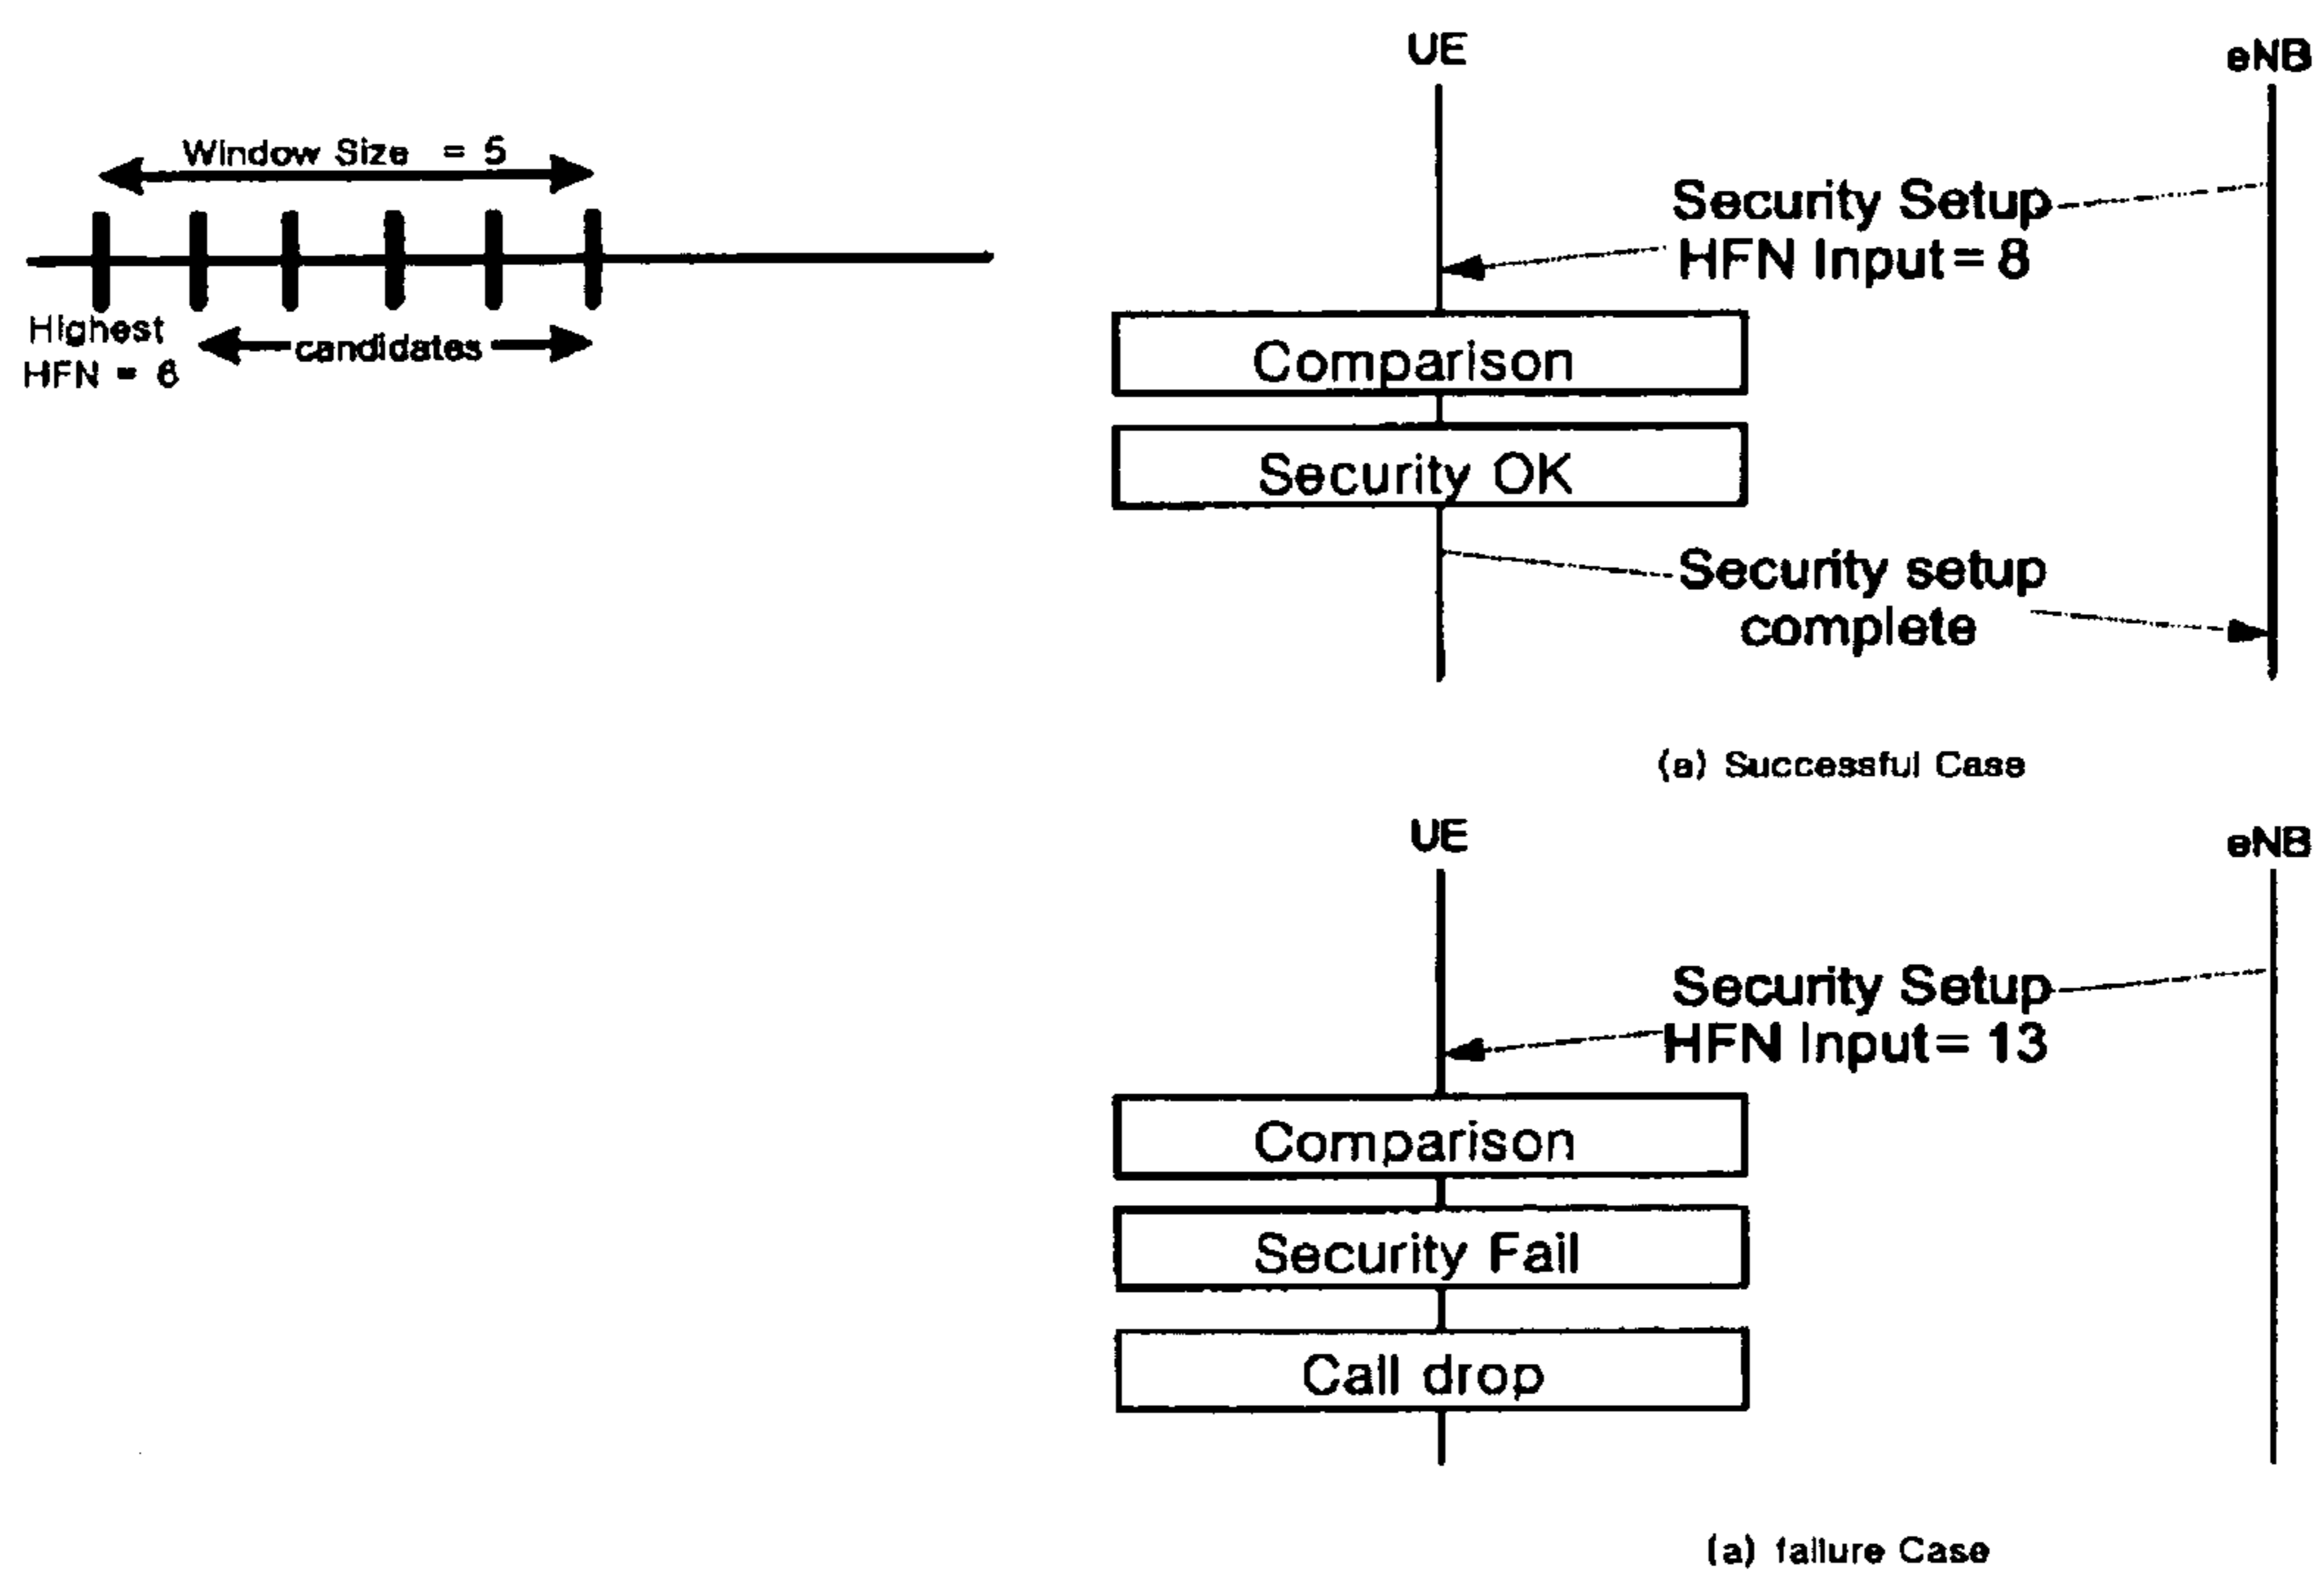 Window Size = 5
Highest
HFN = 6
candidates
UE
eNB
Security Setup
HFN Input = 8
Comparison
Security OK
Security setup
complete
(a) Successful Case
UE
eNB
Security Setup
HFN Input = 13
Comparison
Security Fail
Call drop
(a) failure Case